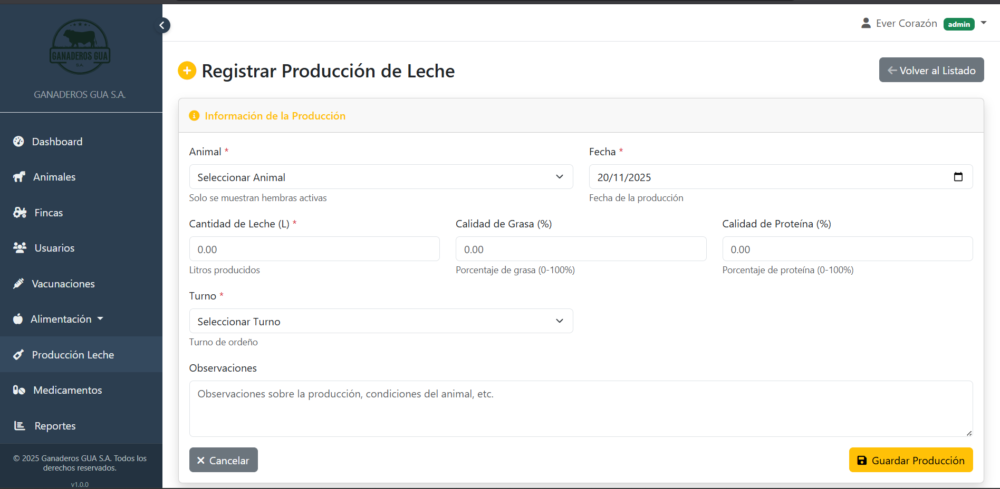 GANADEROS GUA
S.A.
GANADEROS GUA S.A.
Dashboard
Animales
Fincas
Usuarios
Vacunaciones
Alimentación
Producción Leche
Medicamentos
Reportes
© 2025 Ganaderos GUA S.A. Todos los
derechos reservados.
v1.0.0
Ever Corazón admin
Registrar Producción de Leche
Volver al Listado
Información de la Producción
Animal * Fecha *
Seleccionar Animal 20/11/2025
Solo se muestran hembras activas Fecha de la producción
Cantidad de Leche (L) * Calidad de Grasa (%) Calidad de Proteína (%)
0.00 0.00 0.00
Litros producidos Porcentaje de grasa (0-100%) Porcentaje de proteína (0-100%)
Turno *
Seleccionar Turno
Turno de ordeño
Observaciones
Observaciones sobre la producción, condiciones del animal, etc.
Cancelar Guardar Producción